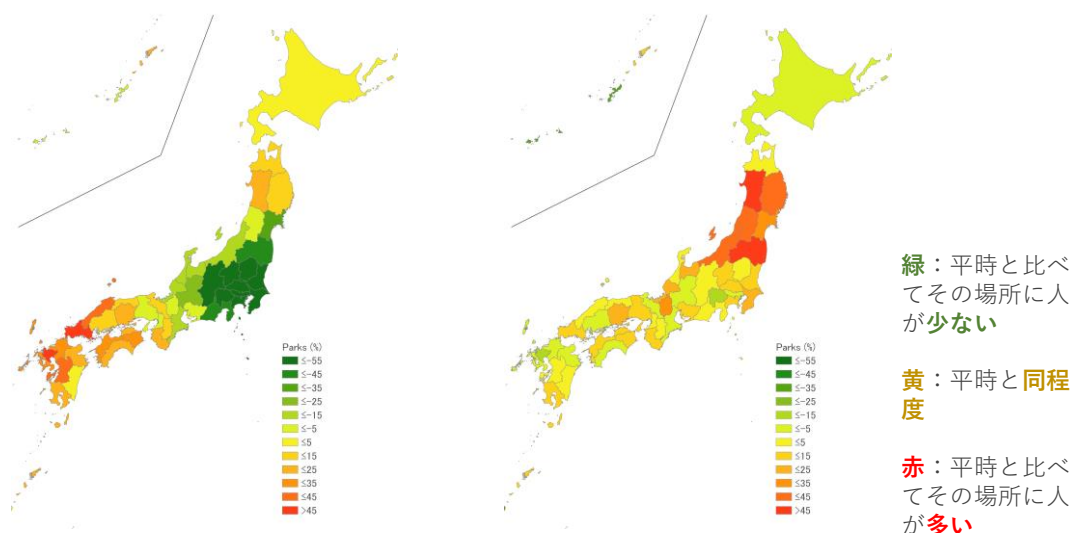 Parks (%)
≤-55
≤-45
≤-35
≤-25
≤-15
≤-5
≤5
≤15
≤25
≤35
≤45
>45
Parks (%)
≤-55
≤-45
≤-35
≤-25
≤-15
≤-5
≤5
≤15
≤25
≤35
≤45
>45
緑：平時と比べ
てその場所に人
が少ない
黄：平時と同程
度
赤：平時と比べ
てその場所に人
が多い